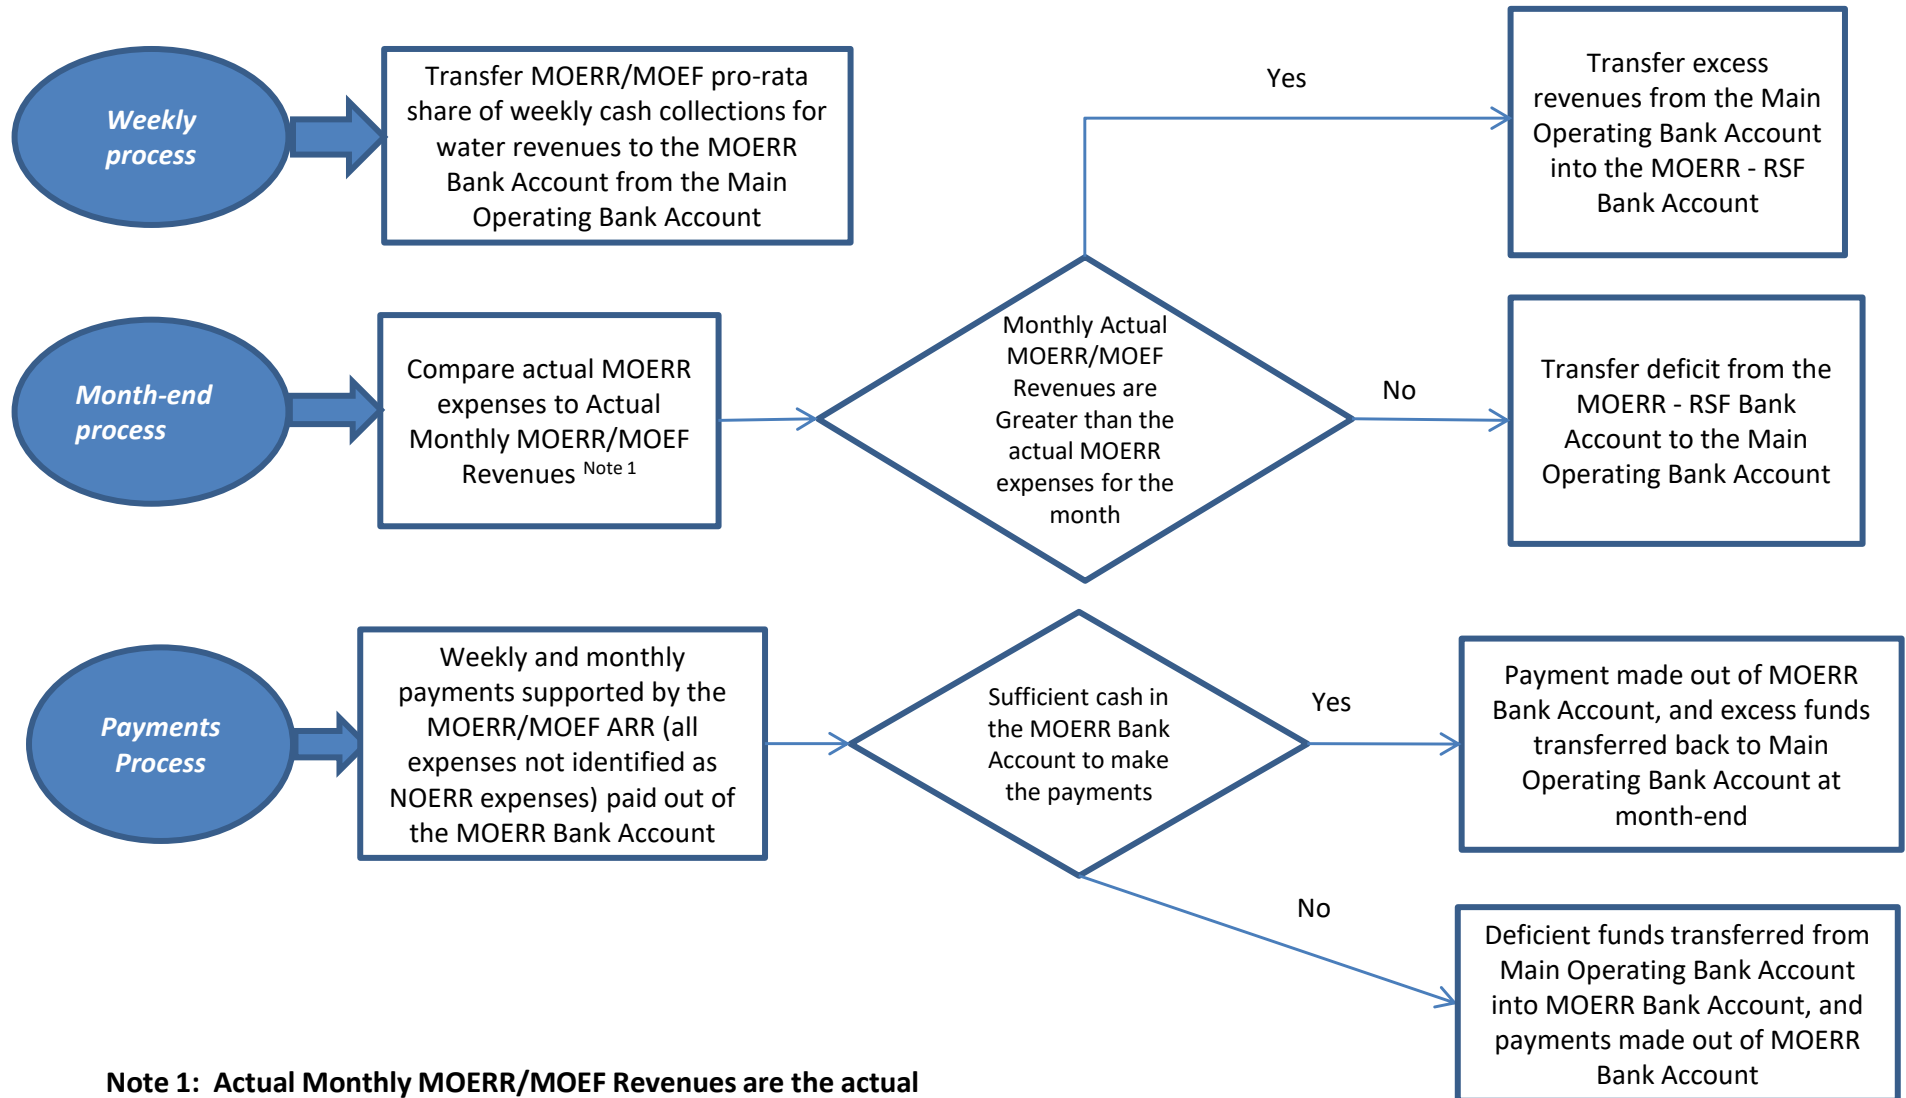 Weekly
process
Transfer MOERR/MOEF pro-rata
share of weekly cash collections for
water revenues to the MOERR
Bank Account from the Main
Operating Bank Account
Yes
Transfer excess
revenues from the Main
Operating Bank Account
into the MOERR - RSF
Bank Account
Month-end
process
Compare actual MOERR
expenses to Actual
Monthly MOERR/MOEF
Revenues Note 1
Monthly Actual
MOERR/MOEF
Revenues are
Greater than the
actual MOERR
expenses for the
month
No
Transfer deficit from the
MOERR - RSF Bank
Account to the Main
Operating Bank Account
Payments
Process
Weekly and monthly
payments supported by the
MOERR/MOEF ARR (all
expenses not identified as
NOERR expenses) paid out of
the MOERR Bank Account
Sufficient cash in
the MOERR Bank
Account to make
the payments
Yes
Payment made out of MOERR
Bank Account, and excess funds
transferred back to Main
Operating Bank Account at
month-end
No
Deficient funds transferred from
Main Operating Bank Account
into MOERR Bank Account, and
payments made out of MOERR
Bank Account
Note 1:  Actual Monthly MOERR/MOEF Revenues are the actual